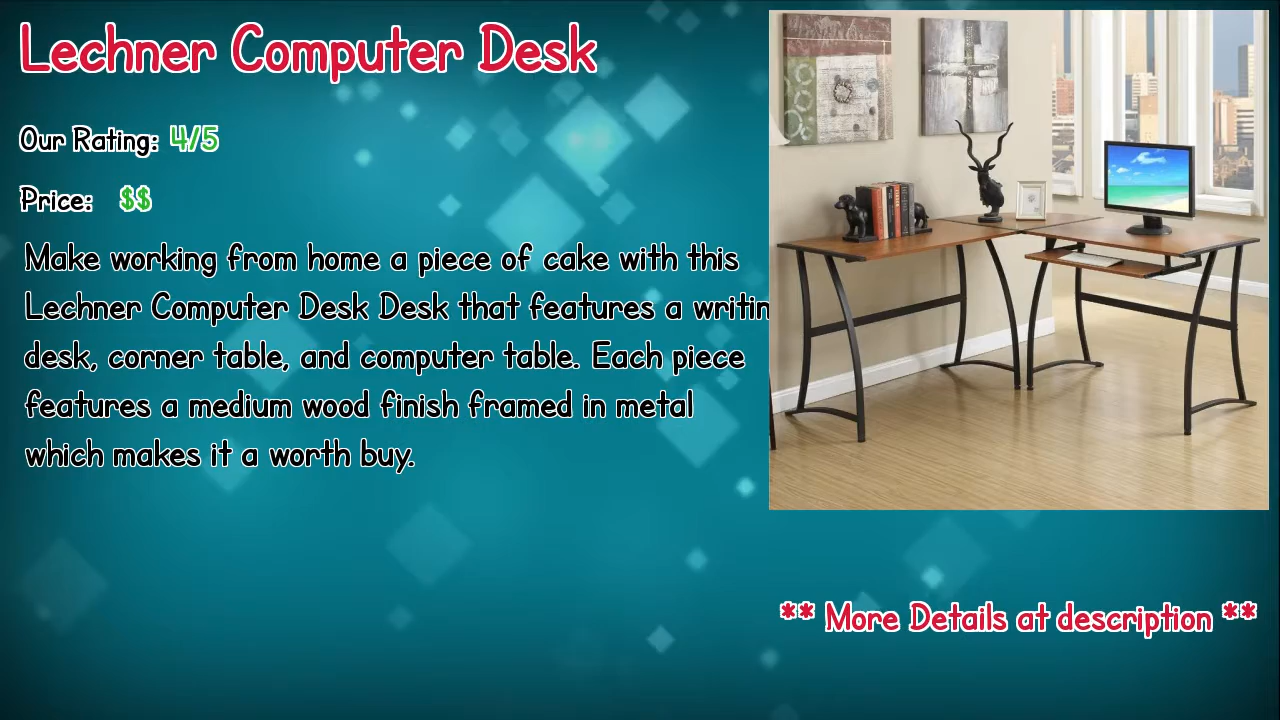 Lechner Computer Desk
Our Rating: 4/5
Price: $$
Make working from home a piece of cake with this
Lechner Computer Desk Desk that features a writin
desk, corner table, and computer table. Each piece
features a medium wood finish framed in metal
which makes it a worth buy.
** More Details at description **